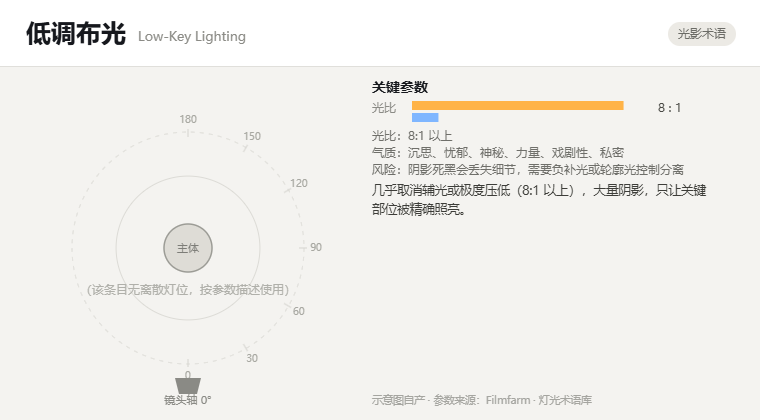 低调布光 Low-Key Lighting
光影术语
关键参数
光比 8 : 1
光比：8:1 以上
气质：沉思、忧郁、神秘、力量、戏剧性、私密
风险：阴影死黑会丢失细节，需要负补光或轮廓光控制分离
几乎取消辅光或极度压低（8:1 以上），大量阴影，只让关键
部位被精确照亮。
180
150
120
90
60
30
0
主体
(该条目无离散灯位，按参数描述使用)
镜头轴 0°
示意图自产 · 参数来源：Filmfarm · 灯光术语库